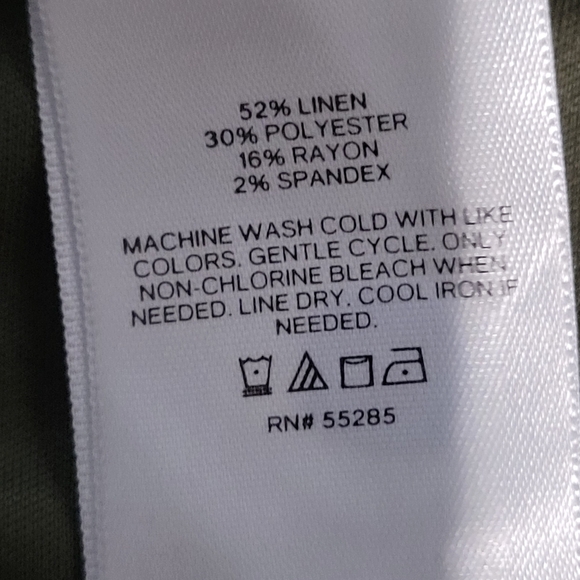 52% LINEN
30% POLYESTER
16% RAYON
2% SPANDEX
MACHINE WASH COLD WITH LIKE
COLORS. GENTLE CYCLE. ONLY
NON-CHLORINE BLEACH WHEN
NEEDED. LINE DRY. COOL IRON IF
NEEDED.
RN# 55285